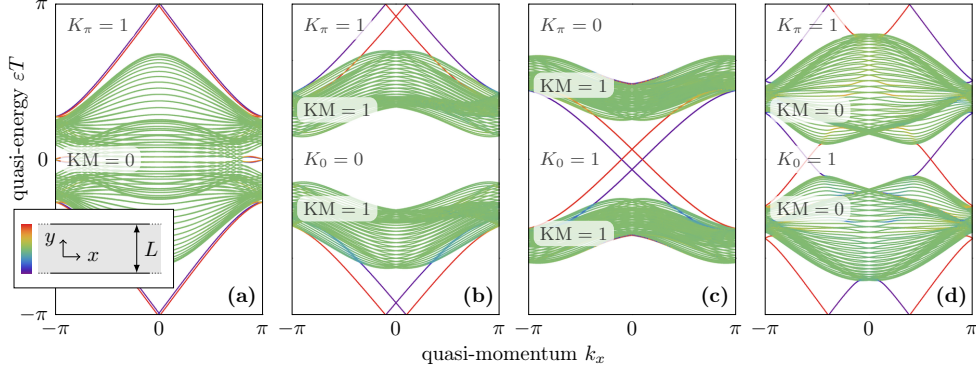 π
K_π = 1
K_π = 1
K_π = 0
K_π = 1
KM = 1
KM = 1
KM = 0
quasi-energy εT
0
KM = 0
K_0 = 0
K_0 = 1
K_0 = 1
KM = 1
KM = 1
KM = 0
y
x
L
(a)
(b)
(c)
(d)
−π
−π
0
π
−π
0
π
−π
0
π
−π
0
π
quasi-momentum k_x